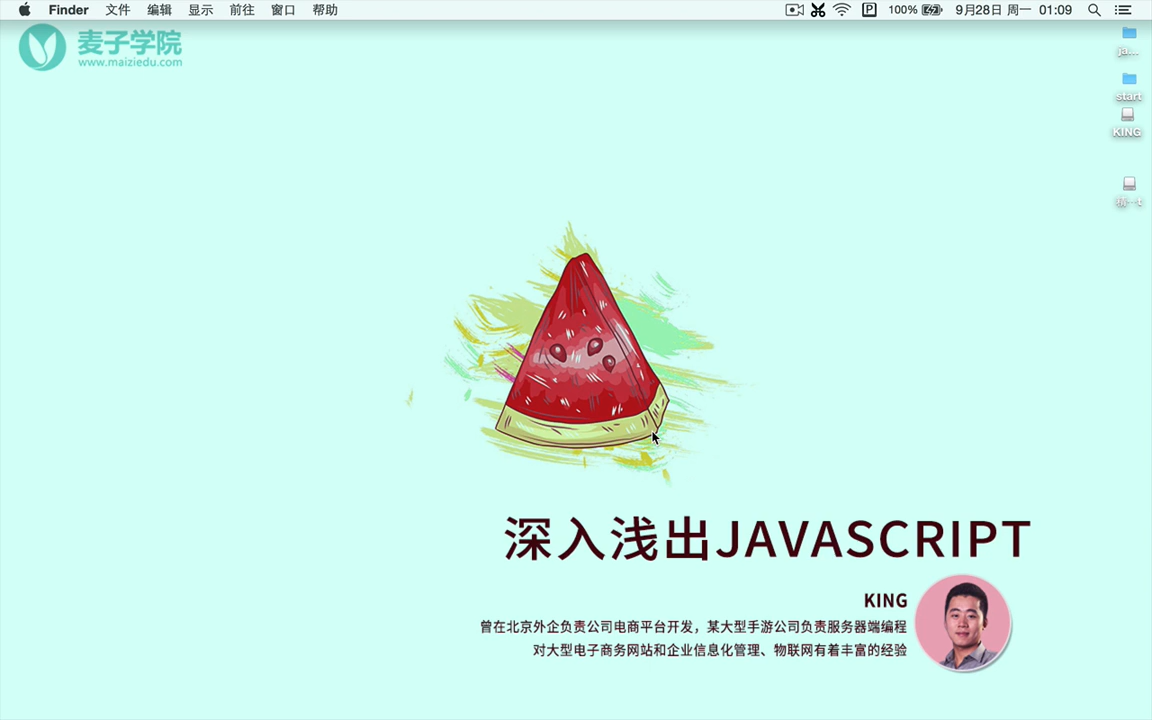 Finder 文件 编辑 显示 前往 窗口 帮助 P 100% 9月28日 周一 01:09
麦子学院
www.maiziedu.com
ja...
start
KING
深入浅出JAVASCRIPT
KING
曾在北京外企负责公司电商平台开发，某大型手游公司负责服务器端编程
对大型电子商务网站和企业信息化管理、物联网有着丰富的经验